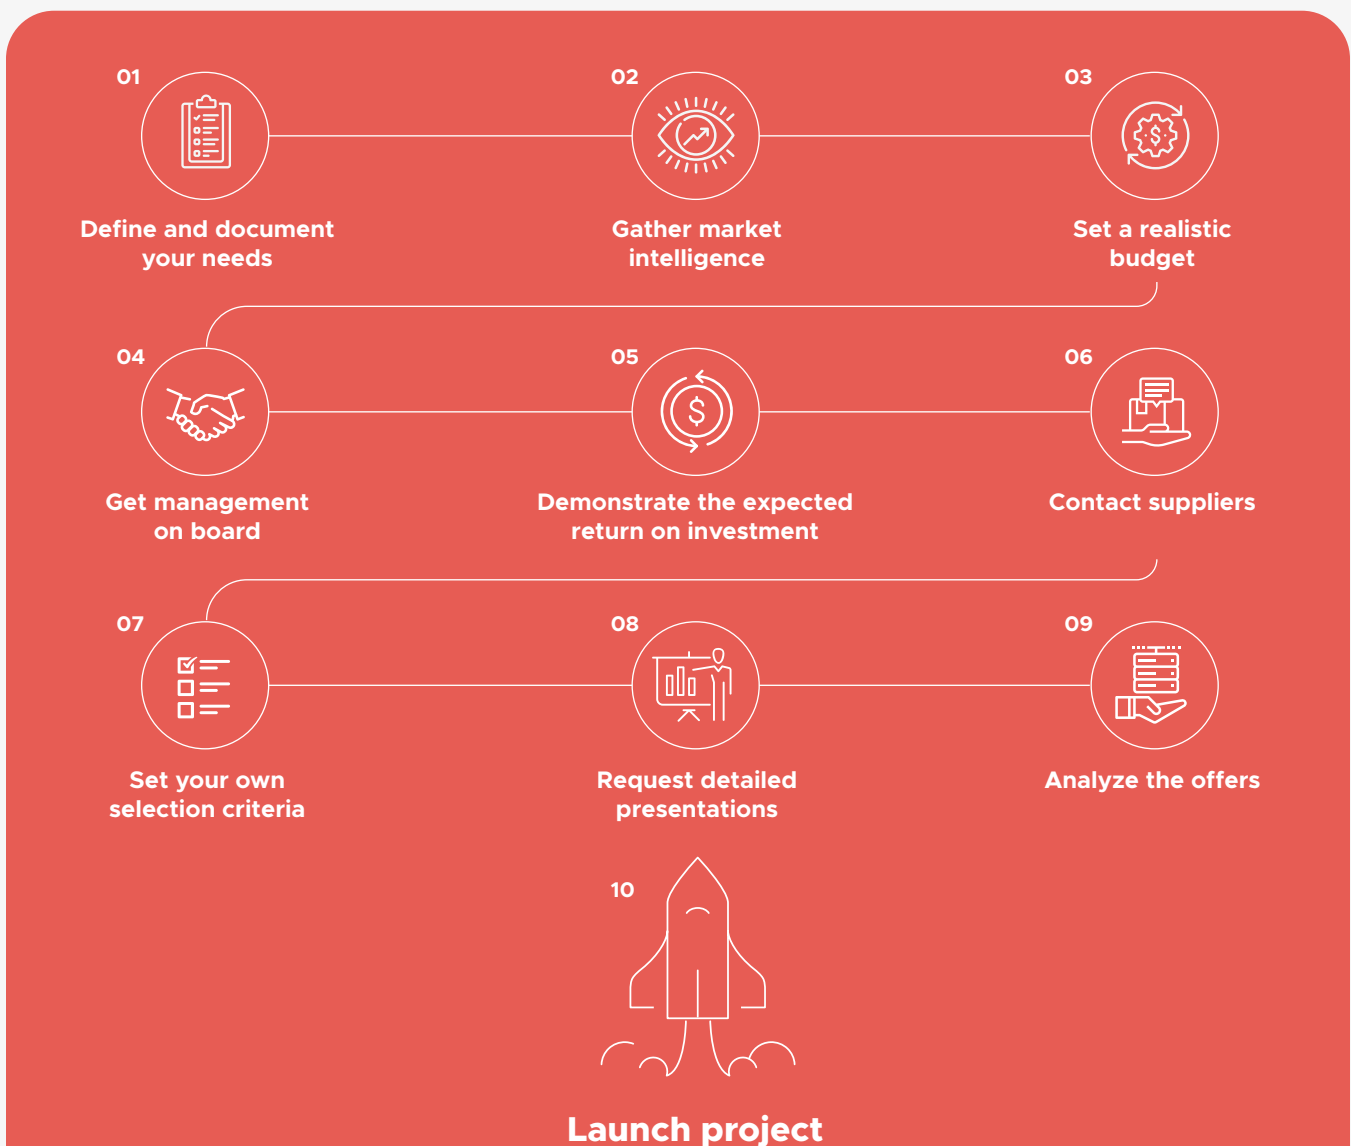 01
Define and document
your needs
02
Gather market
intelligence
03
Set a realistic
budget
04
Get management
on board
05
Demonstrate the expected
return on investment
06
Contact suppliers
07
Set your own
selection criteria
08
Request detailed
presentations
09
Analyze the offers
10
Launch project